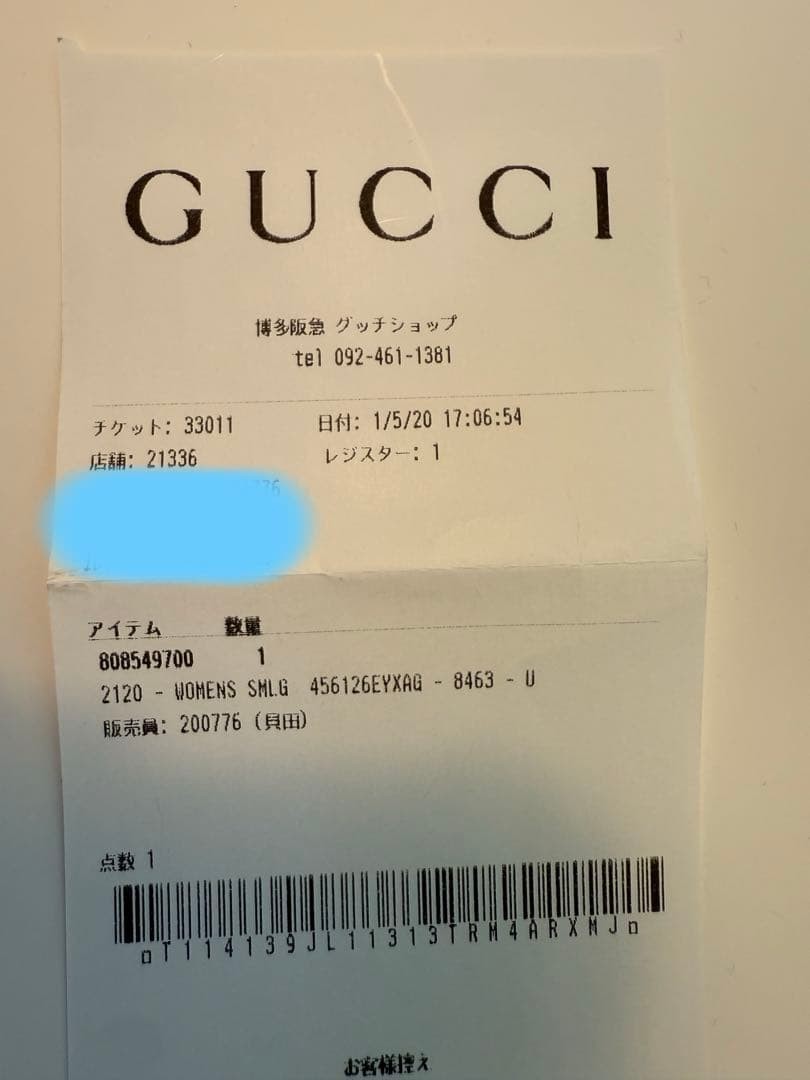 GUCCI
博多阪急 グッチショップ
tel 092-461-1381
チケット: 33011 日付: 1/5/20 17:06:54
店舗: 21336 レジスター: 1
アイテム 数量
808549700 1
2120 - WOMENS SMLG 456126EYXAG - 8463 - U
販売員: 200776 (貝田)
点数 1
T114139JL11313TRM4ARXMJ
お客様控え